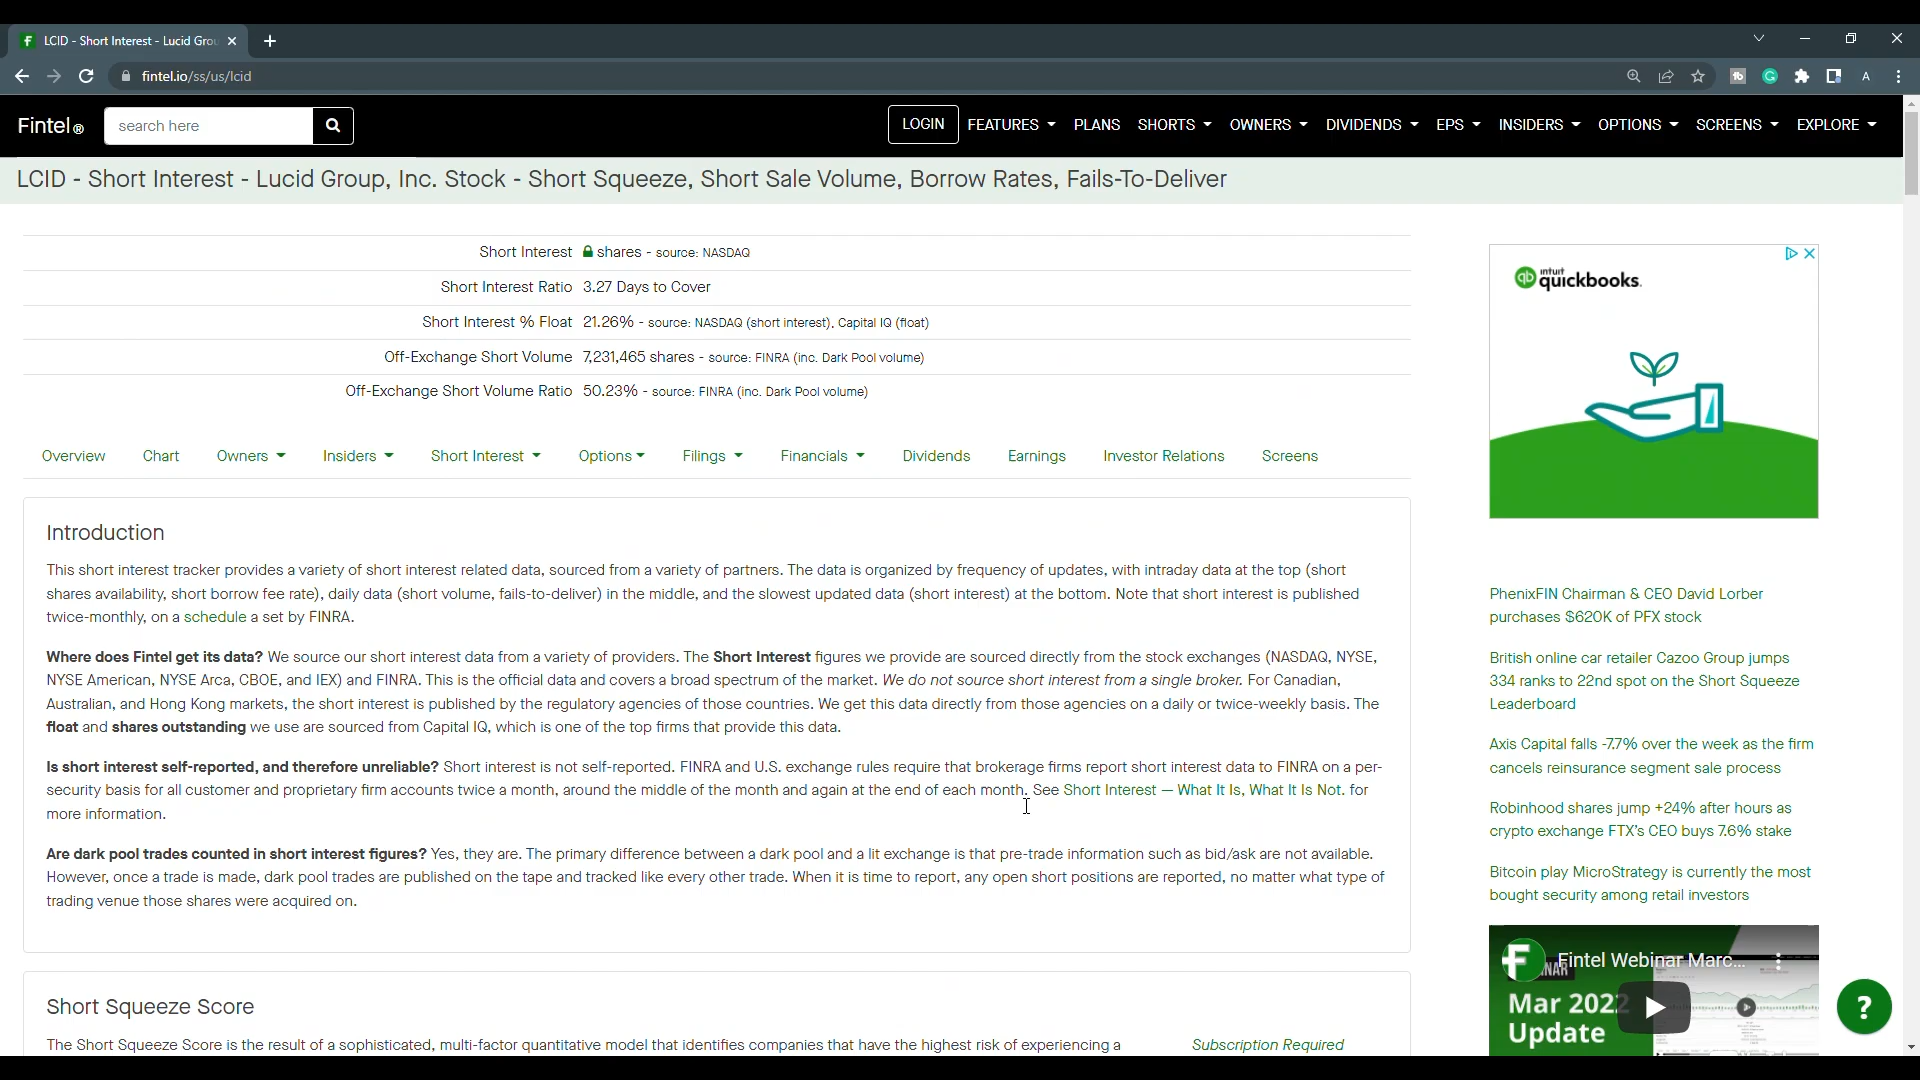 LCID - Short Interest - Lucid Grou
fintel.io/ss/us/lcid
A
Fintel®
search here
LOGIN
FEATURES
PLANS
SHORTS
OWNERS
DIVIDENDS
EPS
INSIDERS
OPTIONS
SCREENS
EXPLORE
LCID - Short Interest - Lucid Group, Inc. Stock - Short Squeeze, Short Sale Volume, Borrow Rates, Fails-To-Deliver
Short Interest shares - source: NASDAQ
Short Interest Ratio 3.27 Days to Cover
Short Interest % Float 21.26% - source: NASDAQ (short interest), Capital IQ (float)
Off-Exchange Short Volume 7,231,465 shares - source: FINRA (inc. Dark Pool volume)
Off-Exchange Short Volume Ratio 50.23% - source: FINRA (inc. Dark Pool volume)
Overview
Chart
Owners
Insiders
Short Interest
Options
Filings
Financials
Dividends
Earnings
Investor Relations
Screens
Introduction
This short interest tracker provides a variety of short interest related data, sourced from a variety of partners. The data is organized by frequency of updates, with intraday data at the top (short
shares availability, short borrow fee rate), daily data (short volume, fails-to-deliver) in the middle, and the slowest updated data (short interest) at the bottom. Note that short interest is published
twice-monthly, on a schedule a set by FINRA.
Where does Fintel get its data? We source our short interest data from a variety of providers. The Short Interest figures we provide are sourced directly from the stock exchanges (NASDAQ, NYSE,
NYSE American, NYSE Arca, CBOE, and IEX) and FINRA. This is the official data and covers a broad spectrum of the market. We do not source short interest from a single broker. For Canadian,
Australian, and Hong Kong markets, the short interest is published by the regulatory agencies of those countries. We get this data directly from those agencies on a daily or twice-weekly basis. The
float and shares outstanding we use are sourced from Capital IQ, which is one of the top firms that provide this data.
Is short interest self-reported, and therefore unreliable? Short interest is not self-reported. FINRA and U.S. exchange rules require that brokerage firms report short interest data to FINRA on a per-
security basis for all customer and proprietary firm accounts twice a month, around the middle of the month and again at the end of each month. See Short Interest — What It Is, What It Is Not. for
more information.
Are dark pool trades counted in short interest figures? Yes, they are. The primary difference between a dark pool and a lit exchange is that pre-trade information such as bid/ask are not available.
However, once a trade is made, dark pool trades are published on the tape and tracked like every other trade. When it is time to report, any open short positions are reported, no matter what type of
trading venue those shares were acquired on.
Short Squeeze Score
The Short Squeeze Score is the result of a sophisticated, multi-factor quantitative model that identifies companies that have the highest risk of experiencing a
Subscription Required
qb intuit quickbooks.
PhenixFIN Chairman & CEO David Lorber
purchases $620K of PFX stock
British online car retailer Cazoo Group jumps
334 ranks to 22nd spot on the Short Squeeze
Leaderboard
Axis Capital falls -7.7% over the week as the firm
cancels reinsurance segment sale process
Robinhood shares jump +24% after hours as
crypto exchange FTX's CEO buys 7.6% stake
Bitcoin play MicroStrategy is currently the most
bought security among retail investors
Fintel Webinar Marc...
Mar 2022
Update
?